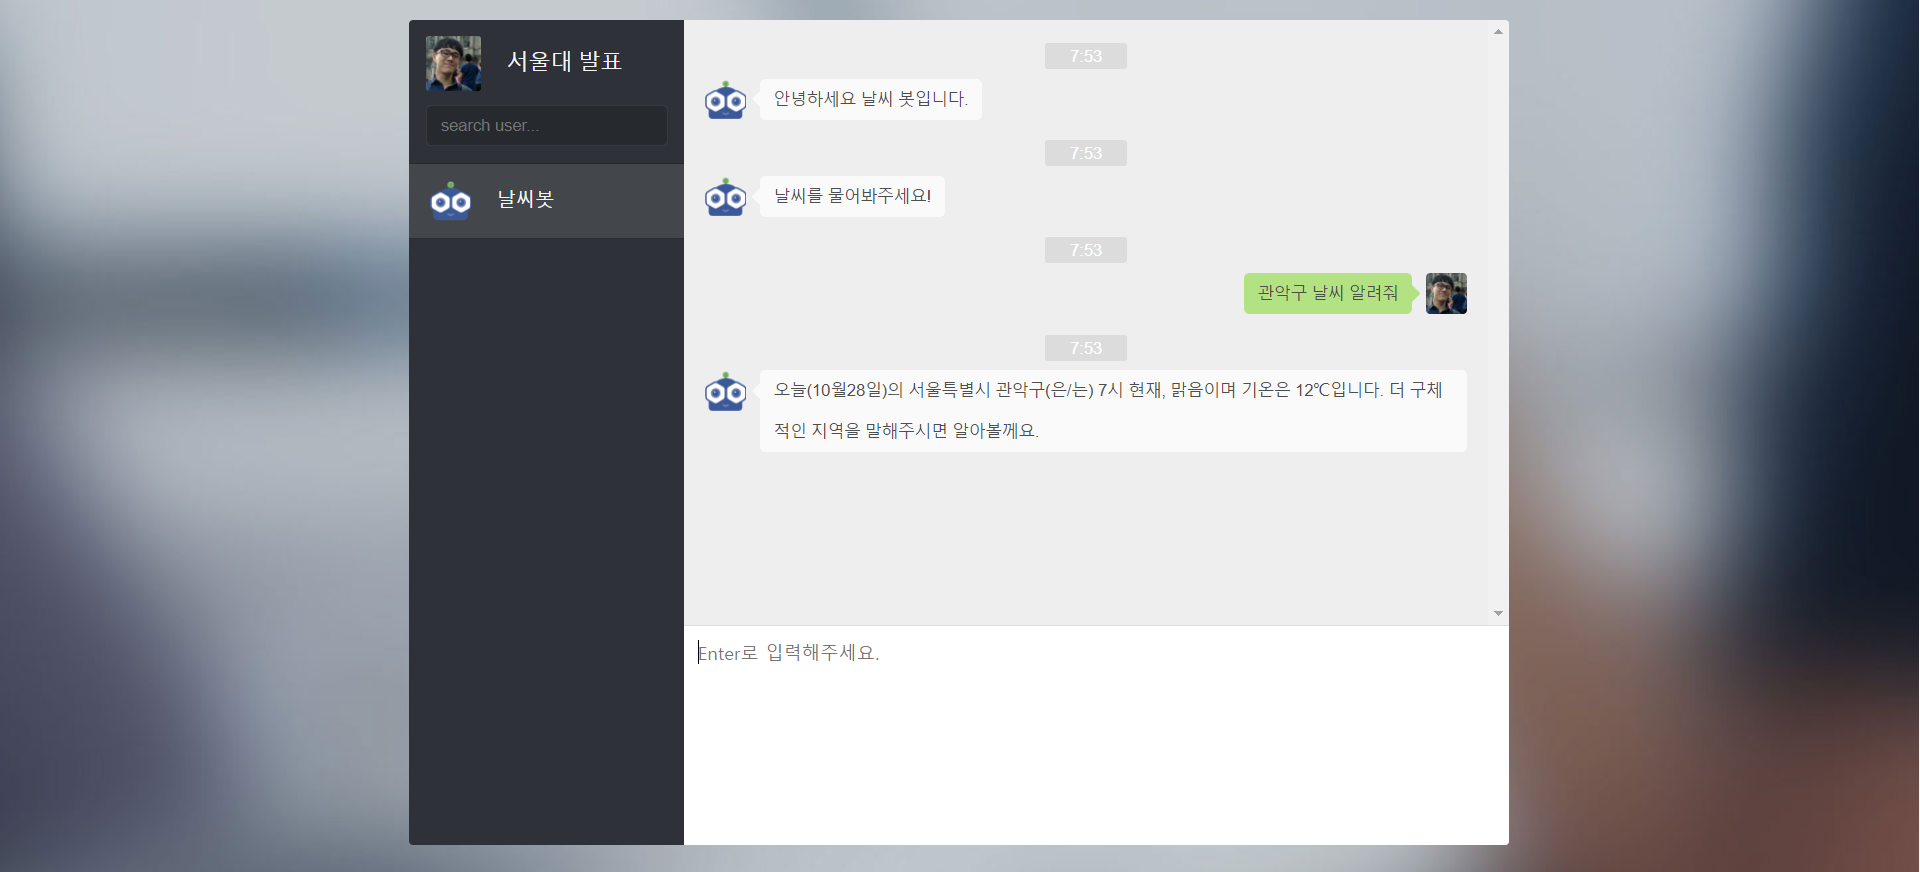 서울대 발표
search user...
날씨봇
7:53
안녕하세요 날씨 봇입니다.
7:53
날씨를 물어봐주세요!
7:53
관악구 날씨 알려줘
7:53
오늘(10월28일)의 서울특별시 관악구(은/는) 7시 현재, 맑음이며 기온은 12℃입니다. 더 구체
적인 지역을 말해주시면 알아볼께요.
Enter로 입력해주세요.